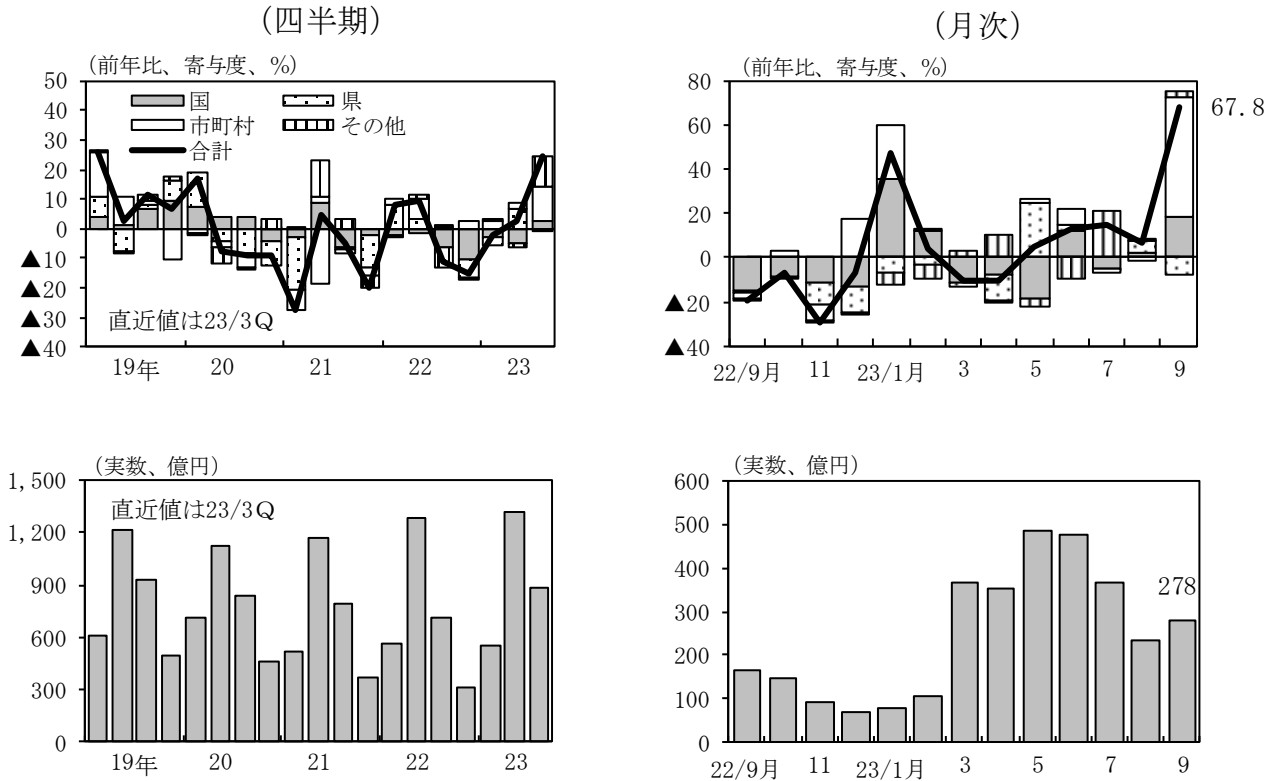 (四半期)
(前年比、寄与度、%)
50
40
30
20
10
0
▲10
▲20
▲30
▲40
国
県
市町村
その他
合計
直近値は23/3Q
19年 20 21 22 23
(月次)
(前年比、寄与度、%)
80
60
40
20
0
▲20
▲40
67.8
22/9月 11 23/1月 3 5 7 9
(実数、億円)
1,500
1,200
900
600
300
0
直近値は23/3Q
19年 20 21 22 23
(実数、億円)
600
500
400
300
200
100
0
278
22/9月 11 23/1月 3 5 7 9